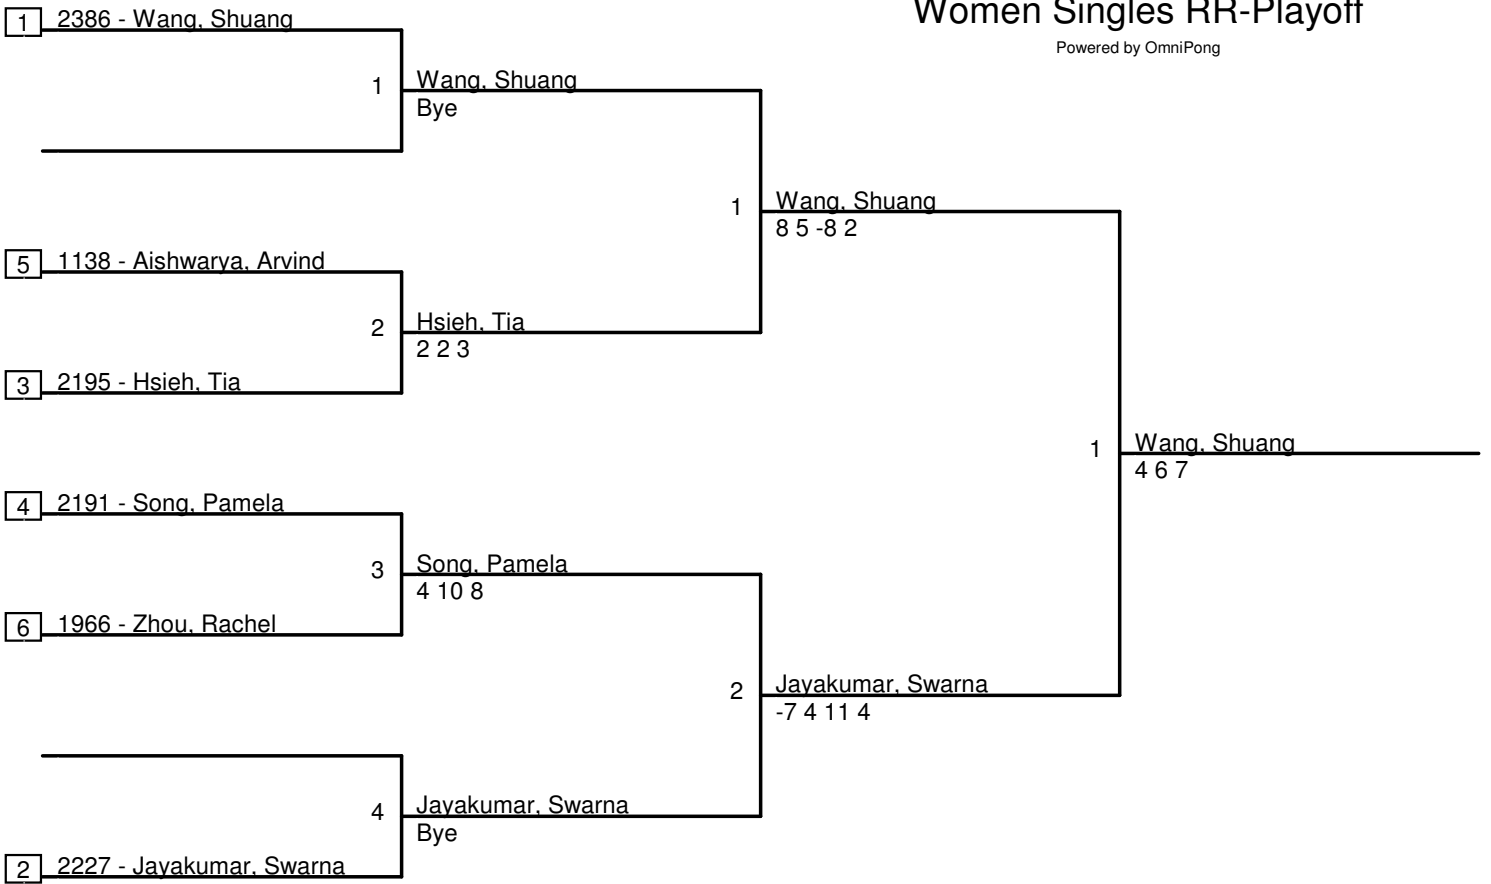 Women Singles RR-Playoff
Powered by OmniPong
1 2386 - Wang, Shuang
1 Wang, Shuang
Bye
1 Wang, Shuang
8 5 -8 2
5 1138 - Aishwarya, Arvind
2 Hsieh, Tia
2 2 3
3 2195 - Hsieh, Tia
1 Wang, Shuang
4 6 7
4 2191 - Song, Pamela
3 Song, Pamela
4 10 8
6 1966 - Zhou, Rachel
2 Jayakumar, Swarna
-7 4 11 4
4 Jayakumar, Swarna
Bye
2 2227 - Jayakumar, Swarna